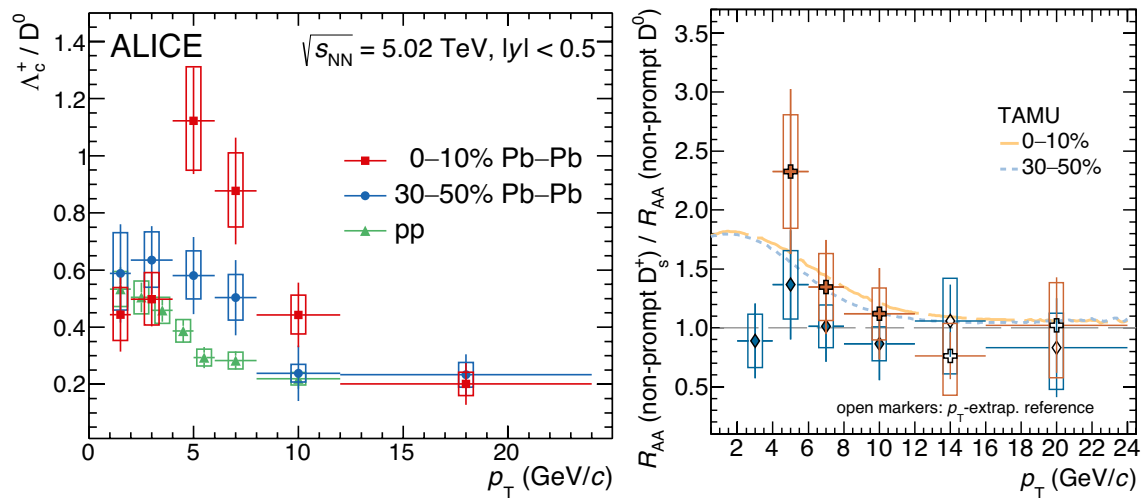 ALICE
√s_NN = 5.02 TeV, |y| < 0.5
Λ_c^+ / D^0
1.4
1.2
1
0.8
0.6
0.4
0.2
0–10% Pb–Pb
30–50% Pb–Pb
pp
0 5 10 15 20
p_T (GeV/c)
R_AA (non-prompt D_s^+) / R_AA (non-prompt D^0)
3.5
3.0
2.5
2.0
1.5
1.0
0.5
TAMU
0–10%
30–50%
open markers: p_T-extrap. reference
2 4 6 8 10 12 14 16 18 20 22 24
p_T (GeV/c)